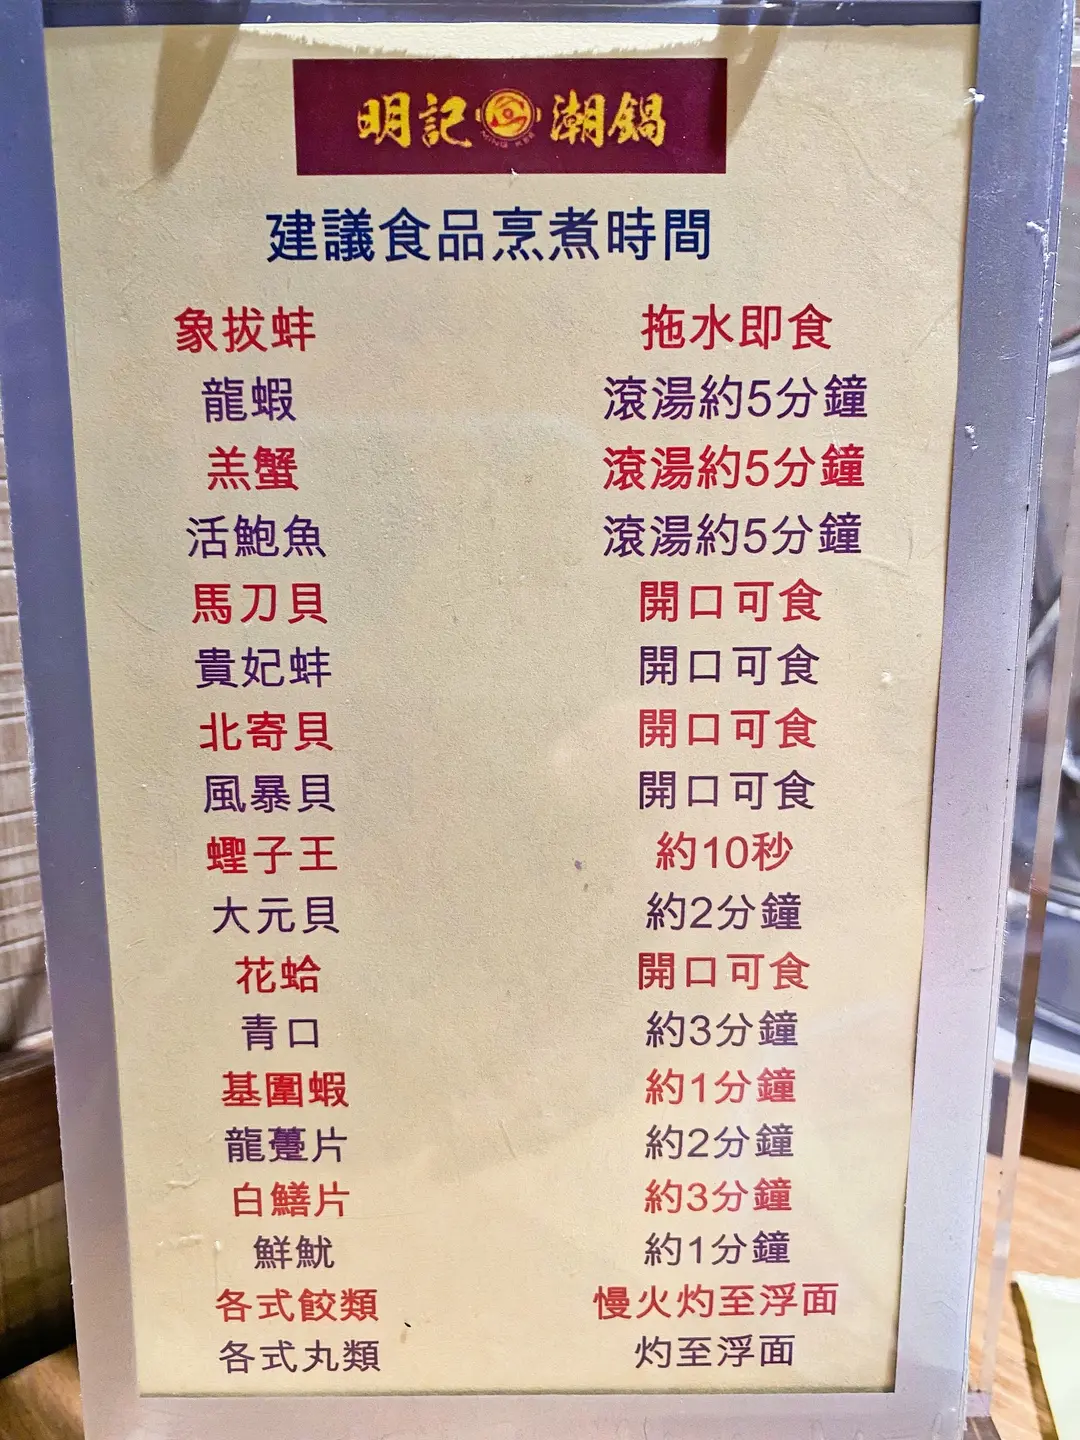 明記 潮鍋
MING KEE
建議食品烹煮時間
象拔蚌 拖水即食
龍蝦 滾湯約5分鐘
羔蟹 滾湯約5分鐘
活鮑魚 滾湯約5分鐘
馬刀貝 開口可食
貴妃蚌 開口可食
北寄貝 開口可食
風暴貝 開口可食
蟶子王 約10秒
大元貝 約2分鐘
花蛤 開口可食
青口 約3分鐘
基圍蝦 約1分鐘
龍躉片 約2分鐘
白鱔片 約3分鐘
鮮魷 約1分鐘
各式餃類 慢火灼至浮面
各式丸類 灼至浮面